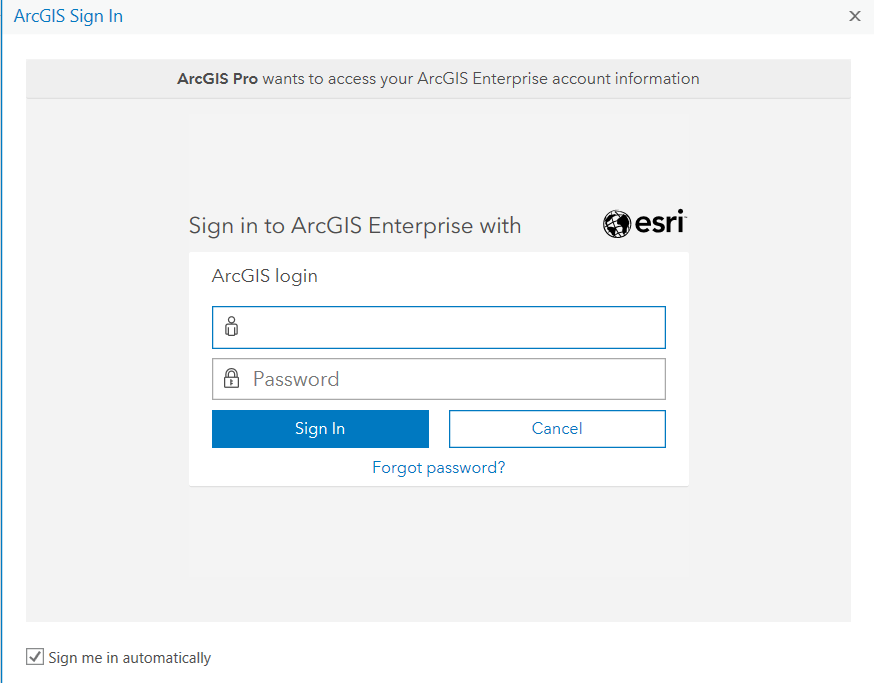 ArcGIS Sign In
ArcGIS Pro wants to access your ArcGIS Enterprise account information
Sign in to ArcGIS Enterprise with
esri
ArcGIS login
Password
Sign In
Cancel
Forgot password?
Sign me in automatically